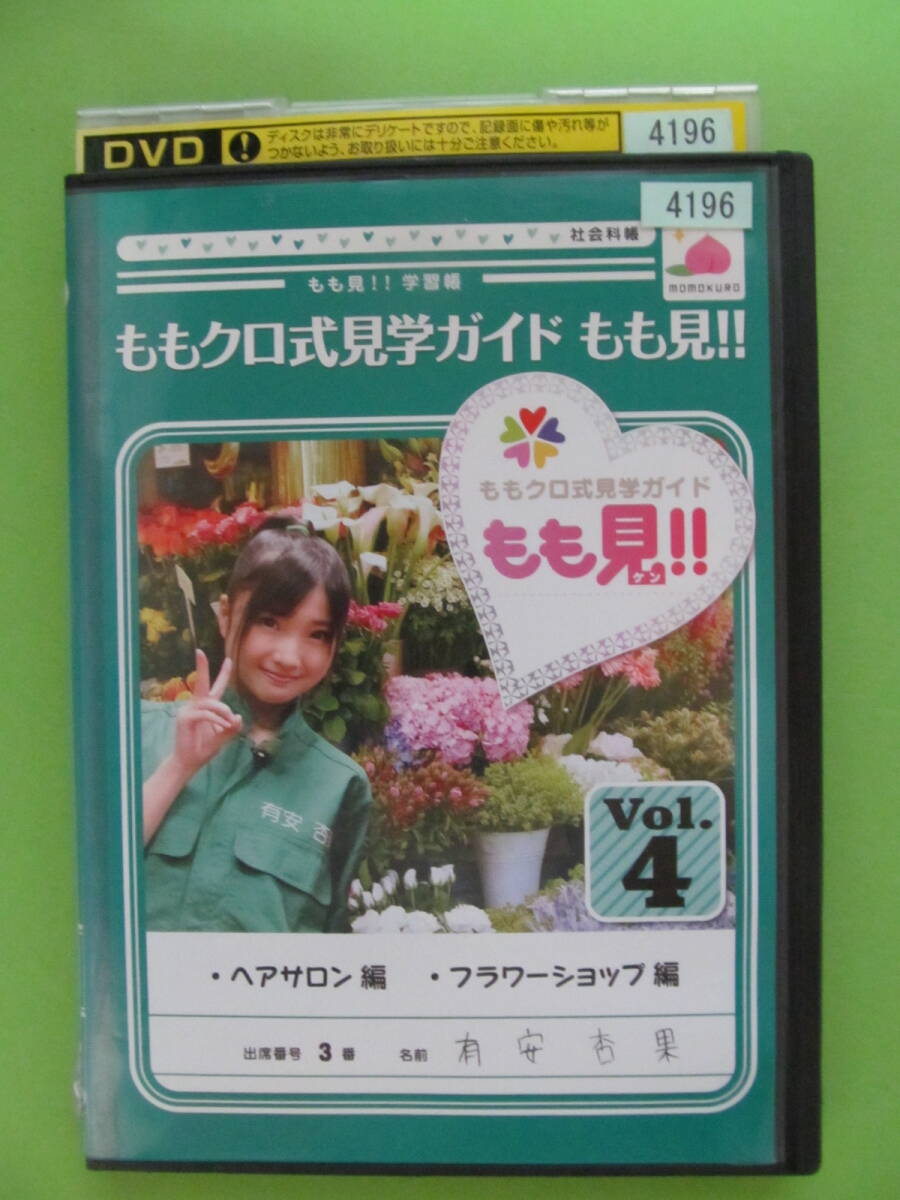 DVD
!
ディスクは非常にデリケートですので、記録面に傷や汚れ等が
つかないよう、お取り扱いには十分ご注意ください。
4196
4196
社会科帳
もも見!! 学習帳
MOMOKURO
ももクロ式見学ガイド もも見!!
ももクロ式見学ガイド
もも見!!
ケン
有安 杏
Vol.
4
・ヘアサロン編 ・フラワーショップ編
出席番号 3 番 名前 有安杏果